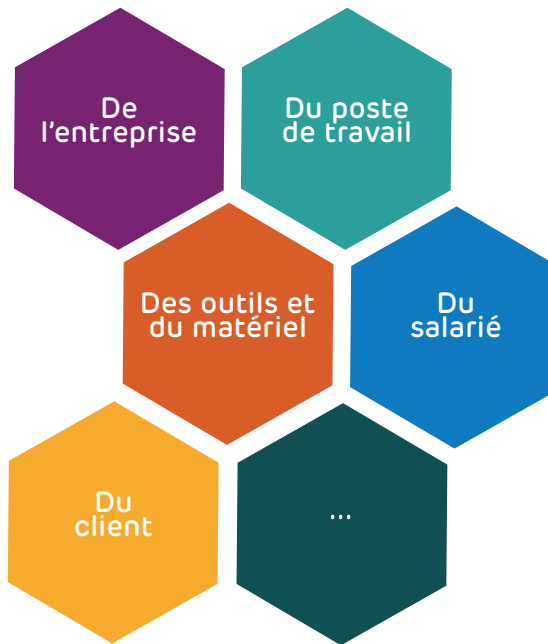 De
l'entreprise
Du poste
de travail
Des outils et
du matériel
Du
salarié
Du
client
...